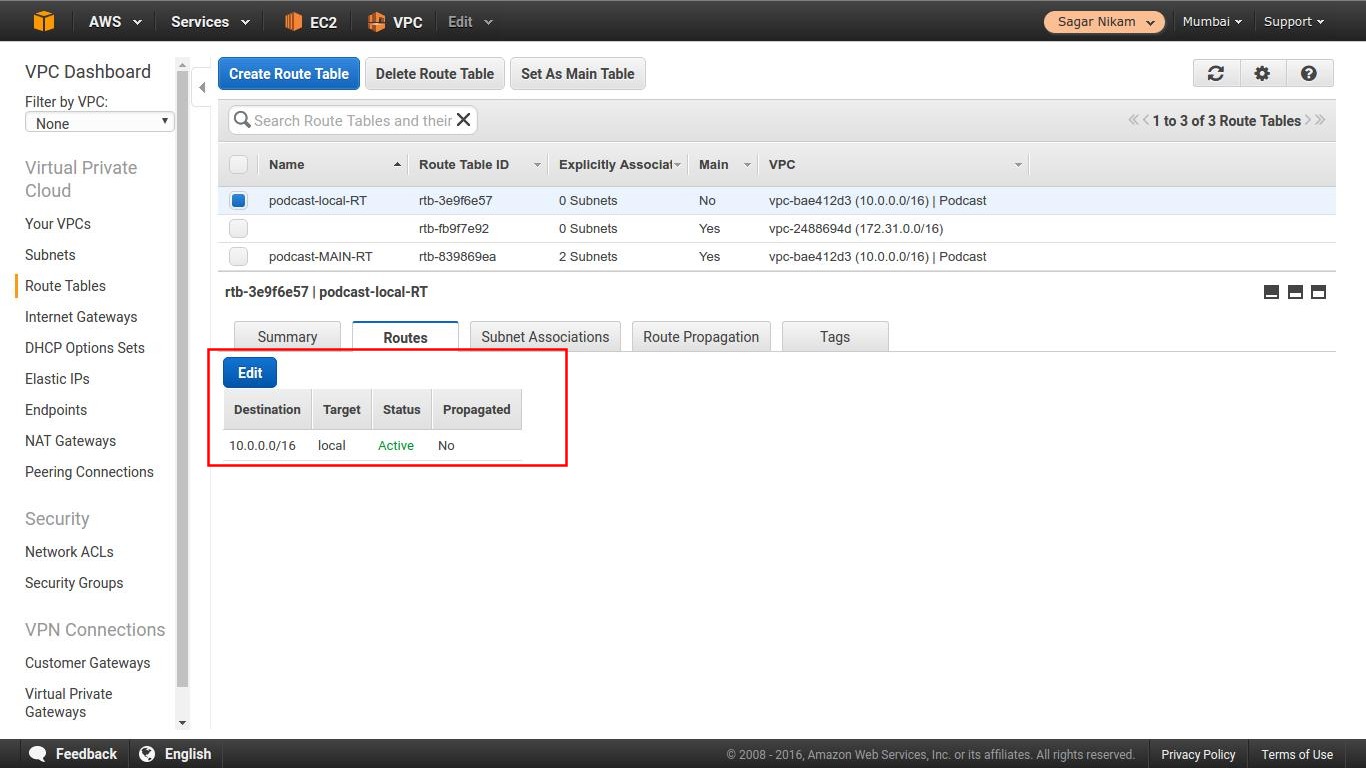 AWS Services EC2 VPC Edit Sagar Nikam Mumbai Support
VPC Dashboard
Filter by VPC:
None
Virtual Private
Cloud
Your VPCs
Subnets
Route Tables
Internet Gateways
DHCP Options Sets
Elastic IPs
Endpoints
NAT Gateways
Peering Connections
Security
Network ACLs
Security Groups
VPN Connections
Customer Gateways
Virtual Private
Gateways
Create Route Table Delete Route Table Set As Main Table
Search Route Tables and their 1 to 3 of 3 Route Tables
Name Route Table ID Explicitly Associat Main VPC
podcast-local-RT rtb-3e9f6e57 0 Subnets No vpc-bae412d3 (10.0.0.0/16) | Podcast
rtb-fb9f7e92 0 Subnets Yes vpc-2488694d (172.31.0.0/16)
podcast-MAIN-RT rtb-839869ea 2 Subnets Yes vpc-bae412d3 (10.0.0.0/16) | Podcast
rtb-3e9f6e57 | podcast-local-RT
Summary Routes Subnet Associations Route Propagation Tags
Edit
Destination Target Status Propagated
10.0.0.0/16 local Active No
Feedback English © 2008 - 2016, Amazon Web Services, Inc. or its affiliates. All rights reserved. Privacy Policy Terms of Use